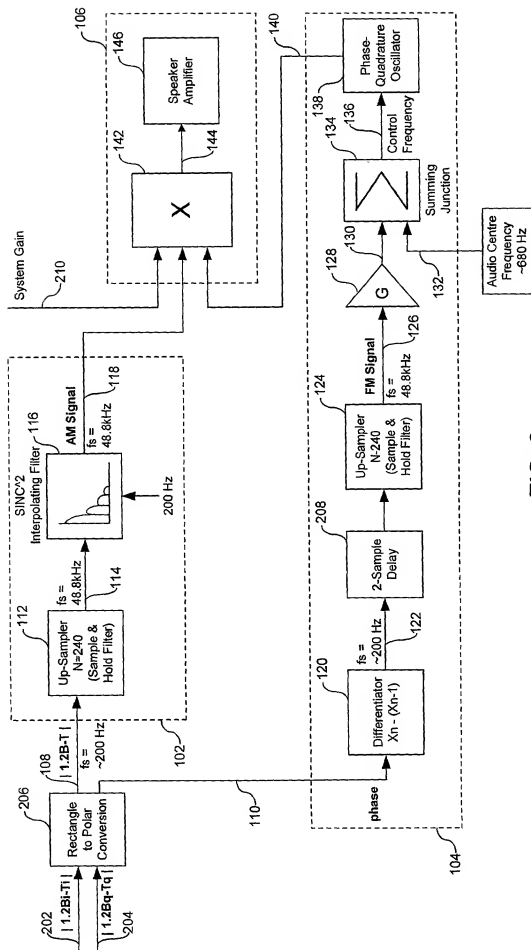 202
| 1.2Bi-Ti |
| 1.2Bq-Tq |
204
206
Rectangle
to Polar
Conversion
108
| 1.2B-T |
fs =
~200 Hz
102
112
Up-Sampler
N=240
(Sample &
Hold Filter)
fs =
48.8kHz
114
116
SINC^2
Interpolating Filter
200 Hz
AM Signal
fs =
48.8kHz
118
System Gain
210
142
X
144
146
Speaker
Amplifier
106
110
phase
104
120
Differentiator
Xn - (Xn-1)
fs =
~200 Hz
122
208
2-Sample
Delay
124
Up-Sampler
N-240
(Sample &
Hold Filter)
FM Signal
fs =
48.8kHz
126
128
G
130
132
Audio Centre
Frequency
~680 Hz
134
Σ
Summing
Junction
136
Control
Frequency
138
Phase-
Quadrature
Oscillator
140